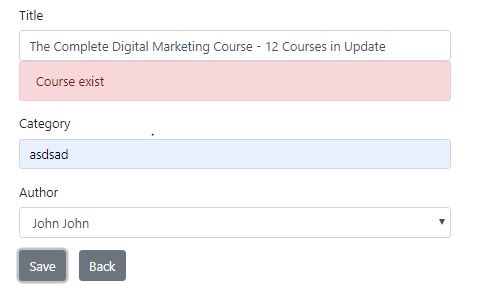 Title
The Complete Digital Marketing Course - 12 Courses in Update
Course exist
Category
asdsad
Author
John John
Save Back